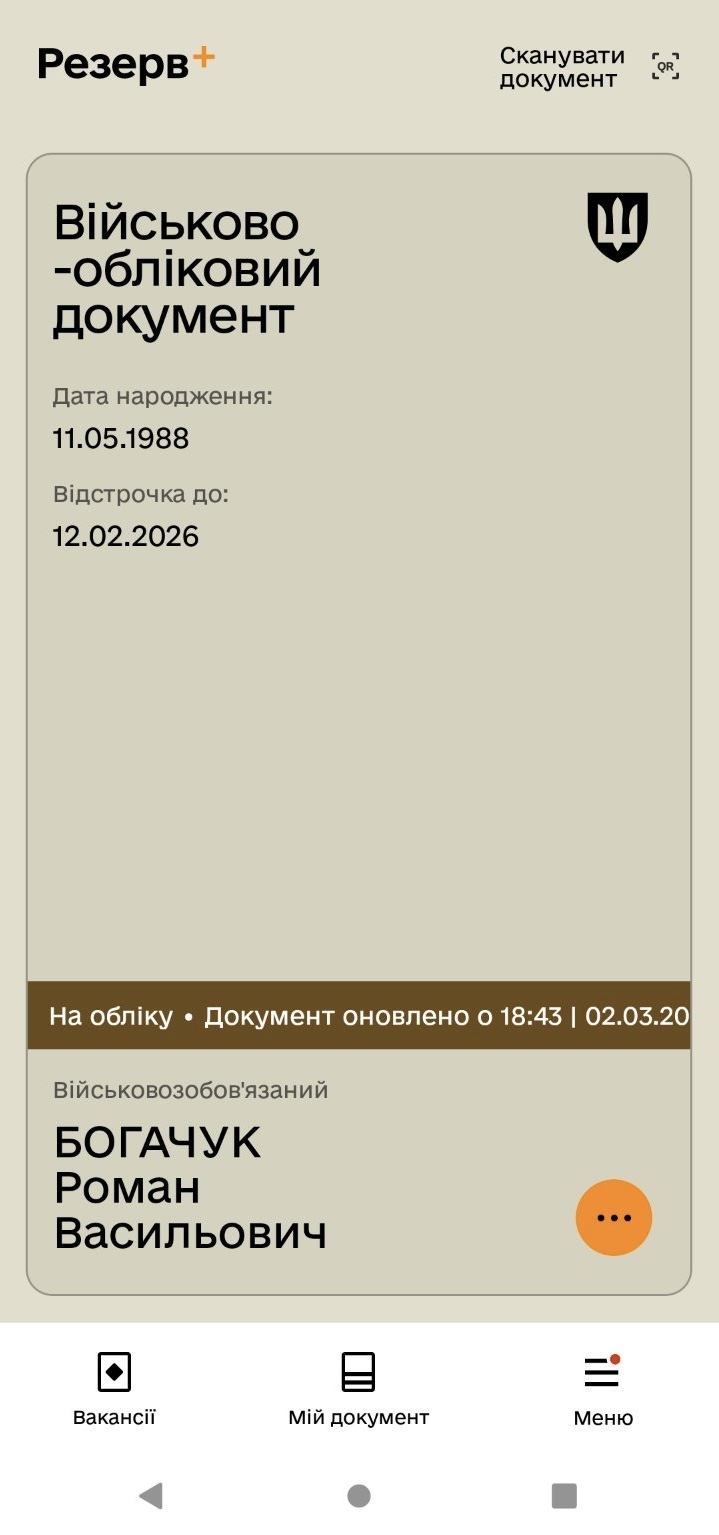 Резерв+
Сканувати
документ
QR
Військово
-обліковий
документ
Дата народження:
11.05.1988
Відстрочка до:
12.02.2026
На обліку • Документ оновлено о 18:43 | 02.03.20
Військовозобов'язаний
БОГАЧУК
Роман
Васильович
Вакансії
Мій документ
Меню